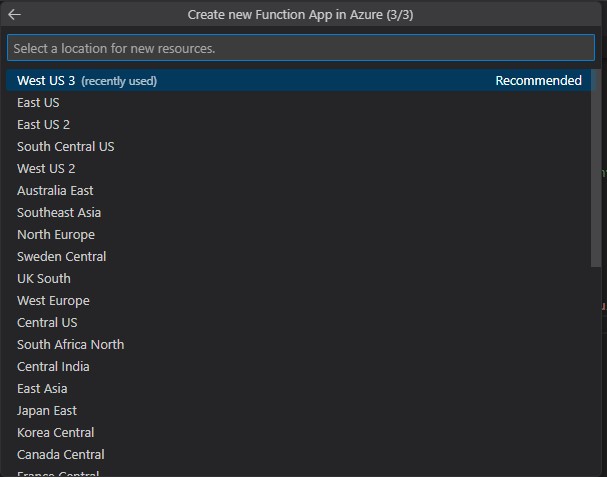 Create new Function App in Azure (3/3)
Select a location for new resources.
West US 3 (recently used) Recommended
East US
East US 2
South Central US
West US 2
Australia East
Southeast Asia
North Europe
Sweden Central
UK South
West Europe
Central US
South Africa North
Central India
East Asia
Japan East
Korea Central
Canada Central
France Central